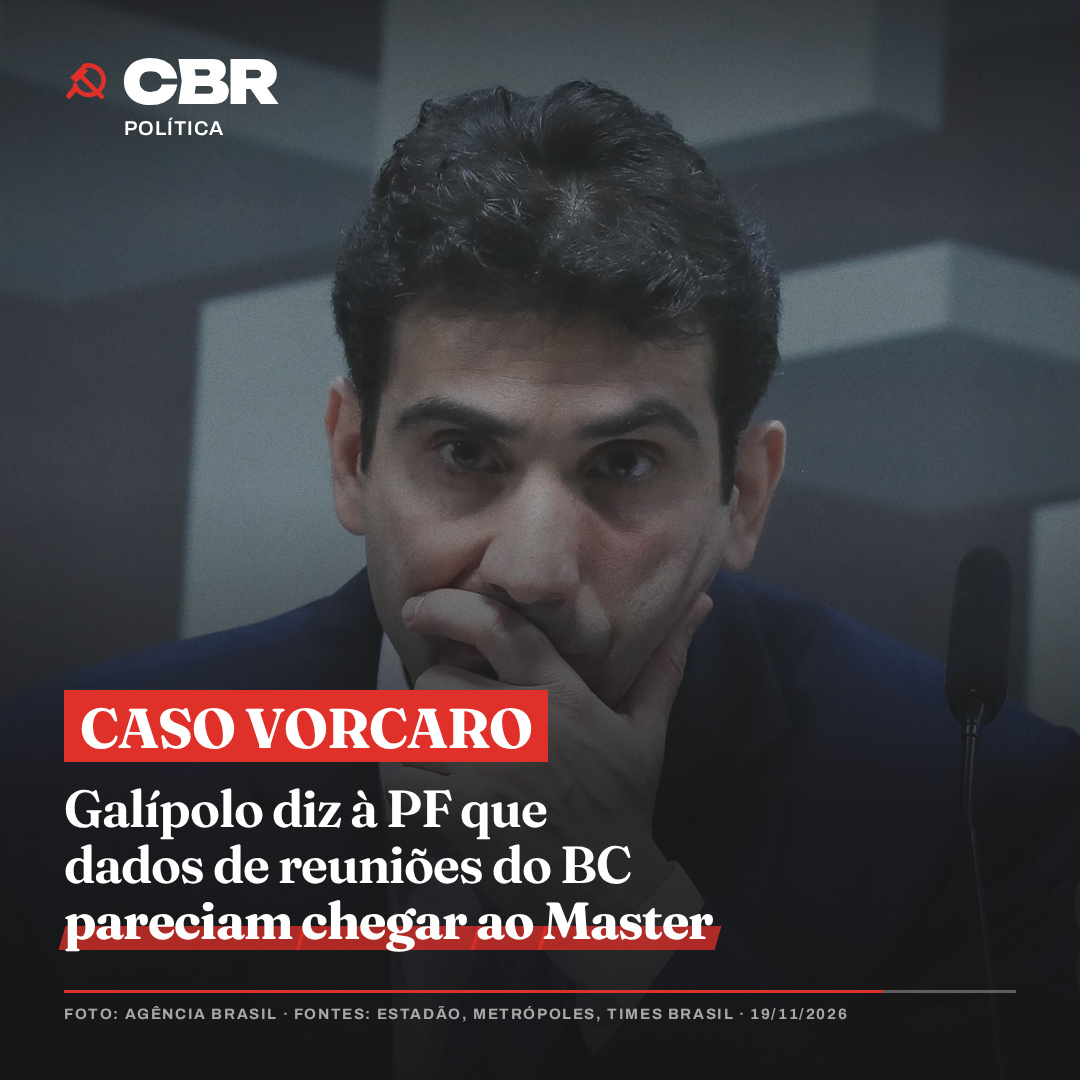 CBR
POLÍTICA
CASO VORCARO
Galípolo diz à PF que
dados de reuniões do BC
pareciam chegar ao Master
FOTO: AGÊNCIA BRASIL · FONTES: ESTADÃO, METRÓPOLES, TIMES BRASIL · 19/11/2026